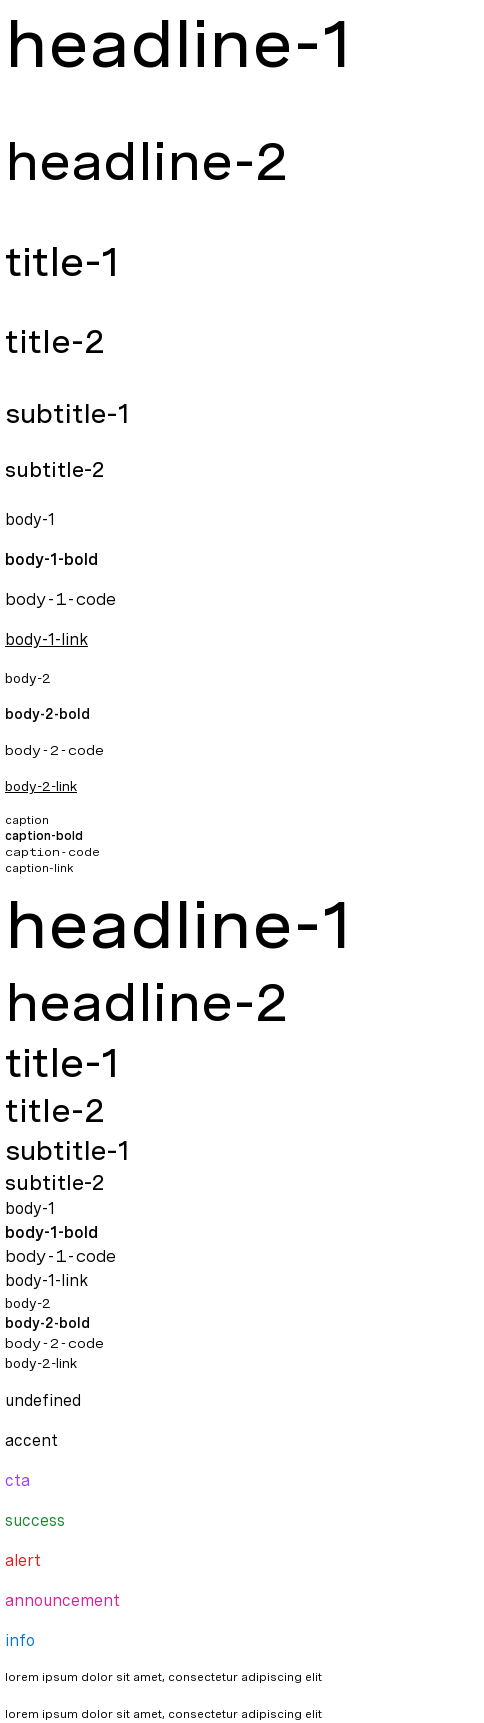 headline-1
headline-2
title-1
title-2
subtitle-1
subtitle-2
body-1
body-1-bold
body-1-code
body-1-link
body-2
body-2-bold
body-2-code
body-2-link
caption
caption-bold
caption-code
caption-link
headline-1
headline-2
title-1
title-2
subtitle-1
subtitle-2
body-1
body-1-bold
body-1-code
body-1-link
body-2
body-2-bold
body-2-code
body-2-link
undefined
accent
cta
success
alert
announcement
info
lorem ipsum dolor sit amet, consectetur adipiscing elit
lorem ipsum dolor sit amet, consectetur adipiscing elit